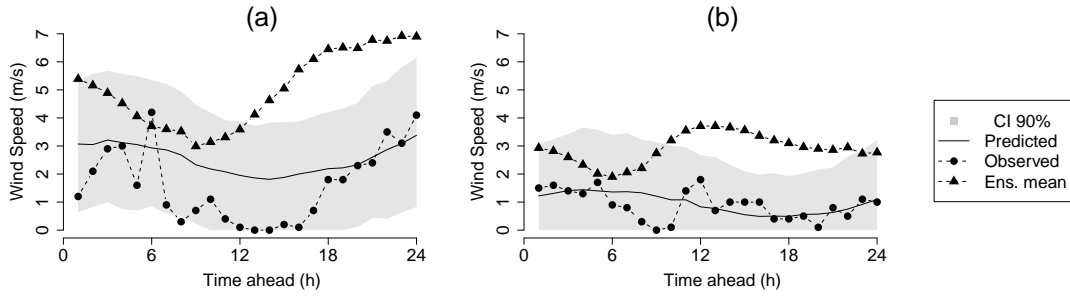 (a)
Wind Speed (m/s)
7
6
5
4
3
2
1
0
0 6 12 18 24
Time ahead (h)
(b)
Wind Speed (m/s)
7
6
5
4
3
2
1
0
0 6 12 18 24
Time ahead (h)
CI 90%
Predicted
Observed
Ens. mean